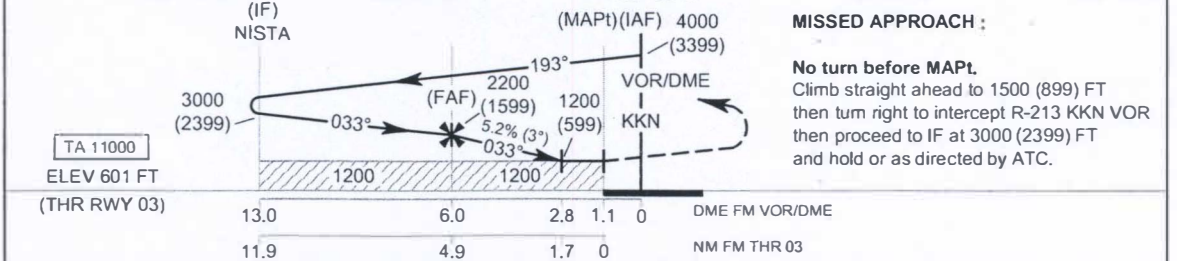 (IF)
NISTA
(MAPt)(IAF) 4000
(3399)
193°
2200
(1599)
(FAF)
VOR/DME
KKN
3000
(2399)
033°
5.2% (3°)
033°
1200
(599)
TA 11000
ELEV 601 FT
(THR RWY 03)
1200
1200
13.0 6.0 2.8 1.1 0 DME FM VOR/DME
11.9 4.9 1.7 0 NM FM THR 03
MISSED APPROACH :
No turn before MAPt.
Climb straight ahead to 1500 (899) FT
then turn right to intercept R-213 KKN VOR
then proceed to IF at 3000 (2399) FT
and hold or as directed by ATC.